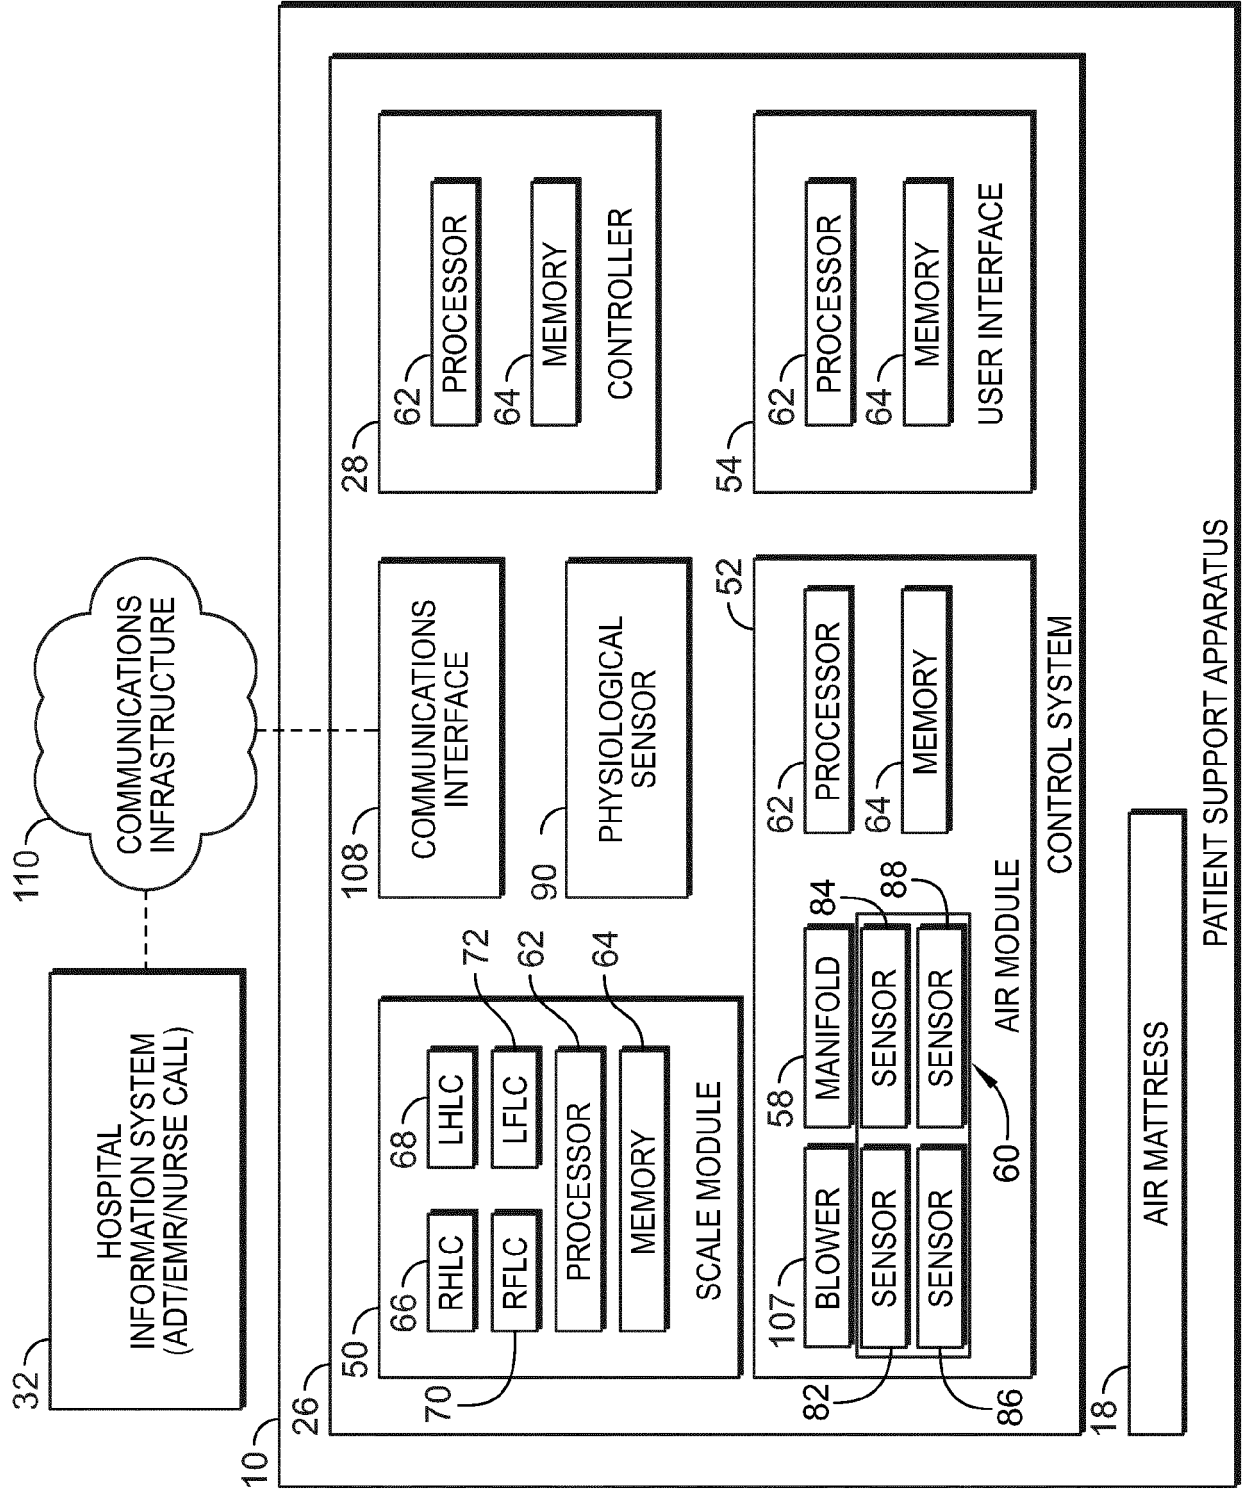 32
HOSPITAL
INFORMATION SYSTEM
(ADT/EMR/NURSE CALL)
110
COMMUNICATIONS
INFRASTRUCTURE
10
26
50
66
RHLC
68
LHLC
70
RFLC
LFLC
72
PROCESSOR
62
MEMORY
64
SCALE MODULE
108
COMMUNICATIONS
INTERFACE
90
PHYSIOLOGICAL
SENSOR
28
62
PROCESSOR
64
MEMORY
CONTROLLER
107
BLOWER
58
MANIFOLD
82
SENSOR
SENSOR
84
86
SENSOR
SENSOR
88
60
52
62
PROCESSOR
64
MEMORY
AIR MODULE
54
62
PROCESSOR
64
MEMORY
USER INTERFACE
CONTROL SYSTEM
18
AIR MATTRESS
PATIENT SUPPORT APPARATUS